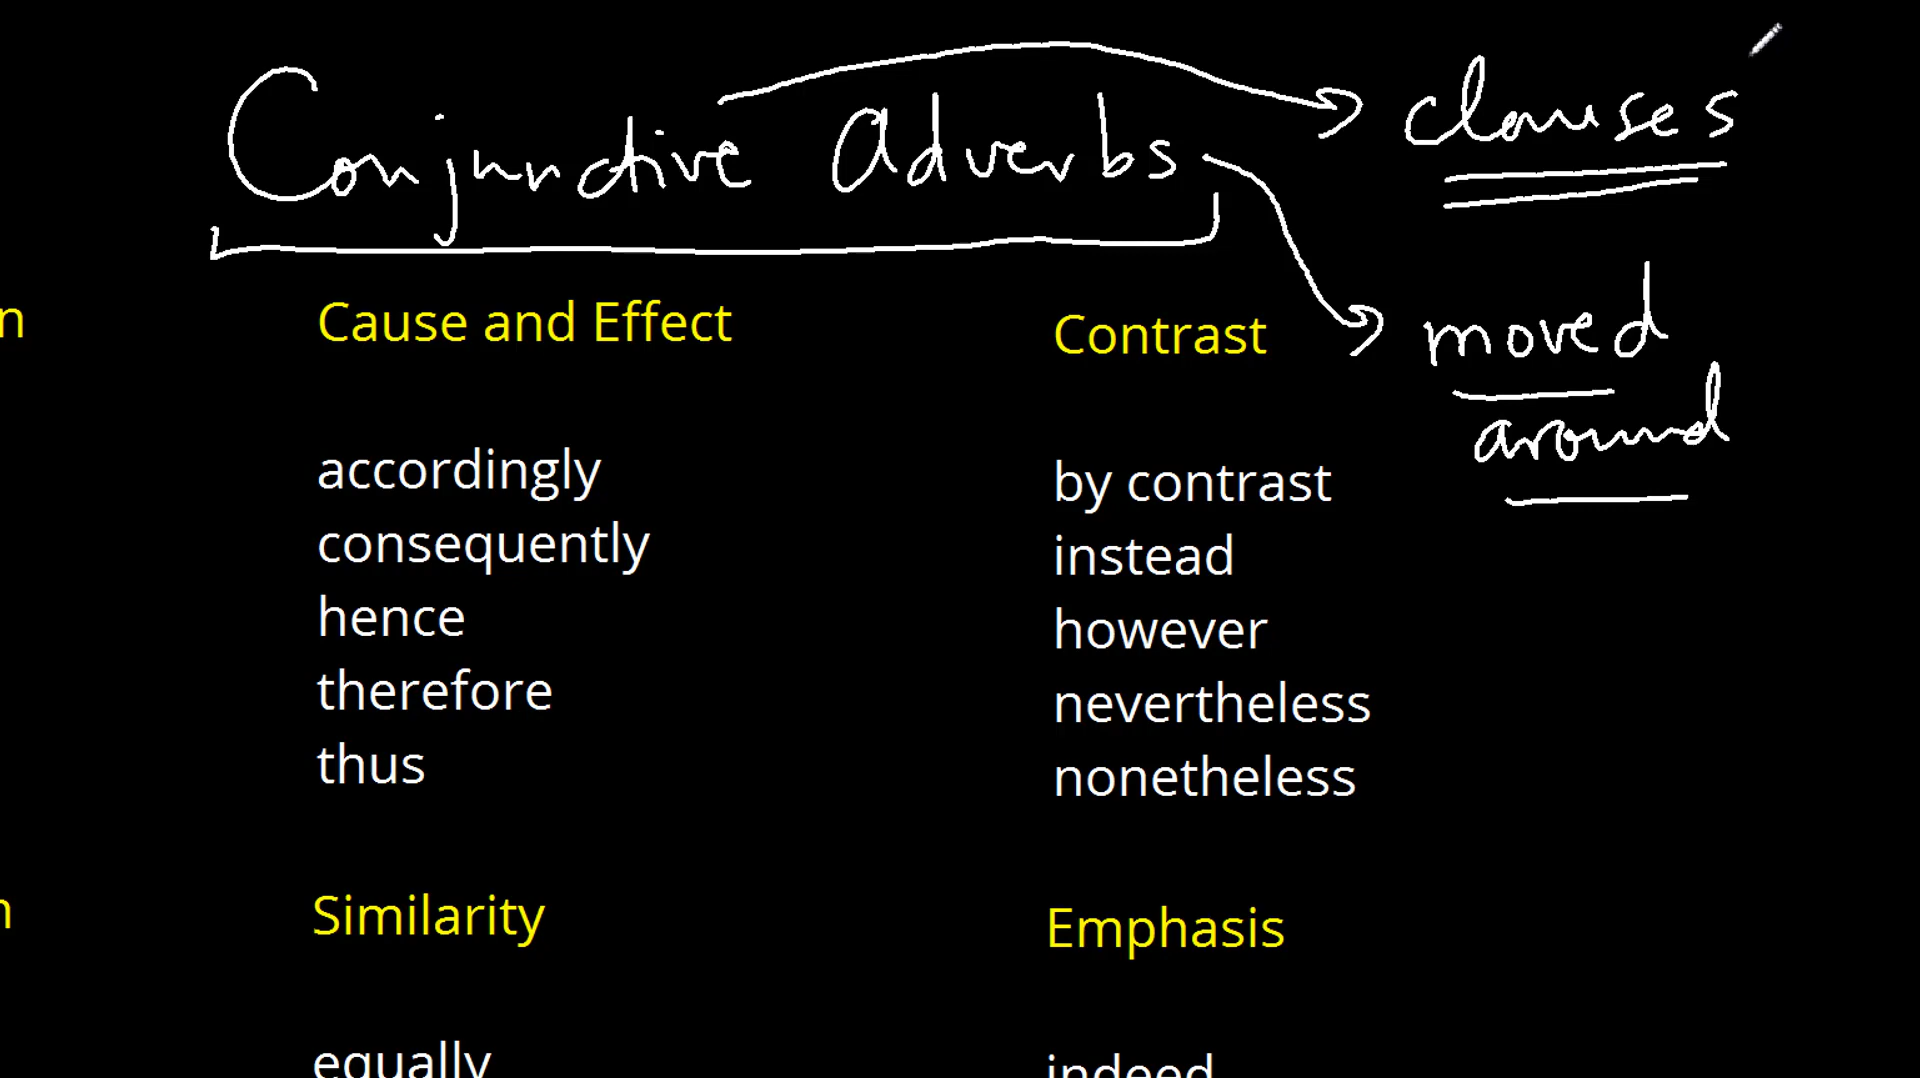 Conjunctive Adverbs
clauses
moved
around
n
Cause and Effect
accordingly
consequently
hence
therefore
thus
Contrast
by contrast
instead
however
nevertheless
nonetheless
n
Similarity
equally
Emphasis
indeed